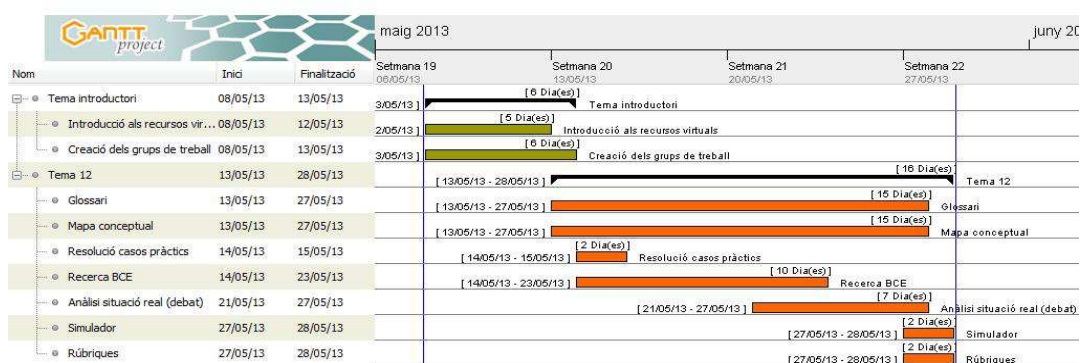 GANTT project
maig 2013 juny 20
Nom Inici Finalització
Setmana 19 Setmana 20 Setmana 21 Setmana 22
06/05/13 13/05/13 20/05/13 27/05/13
Tema introductori 08/05/13 13/05/13
3/05/13 ] [ 6 Dia(es) ] Tema introductori
Introducció als recursos vir... 08/05/13 12/05/13
2/05/13 ] [ 5 Dia(es) ] Introducció als recursos virtuals
Creació dels grups de treball 08/05/13 13/05/13
3/05/13 ] [ 6 Dia(es) ] Creació dels grups de treball
Tema 12 13/05/13 28/05/13
[ 13/05/13 - 28/05/13 ] [ 16 Dia(es) ] Tema 12
Glossari 13/05/13 27/05/13
[ 13/05/13 - 27/05/13 ] [ 15 Dia(es) ] Glossari
Mapa conceptual 13/05/13 27/05/13
[ 13/05/13 - 27/05/13 ] [ 15 Dia(es) ] Mapa conceptual
Resolució casos pràctics 14/05/13 15/05/13
[ 14/05/13 - 15/05/13 ] [ 2 Dia(es) ] Resolució casos pràctics
Recerca BCE 14/05/13 23/05/13
[ 14/05/13 - 23/05/13 ] [ 10 Dia(es) ] Recerca BCE
Anàlisi situació real (debat) 21/05/13 27/05/13
[ 21/05/13 - 27/05/13 ] [ 7 Dia(es) ] Anàlisi situació real (debat)
Simulador 27/05/13 28/05/13
[ 27/05/13 - 28/05/13 ] [ 2 Dia(es) ] Simulador
Rúbriques 27/05/13 28/05/13
[ 27/05/13 - 28/05/13 ] [ 2 Dia(es) ] Rúbriques